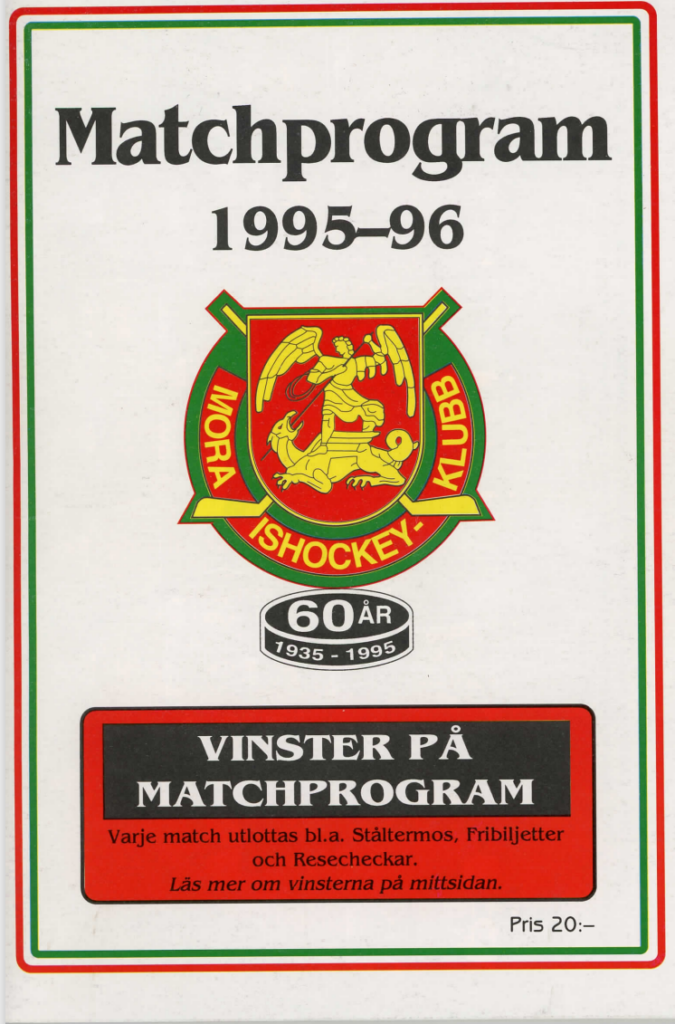 Matchprogram
1995–96
MORA
ISHOCKEY-
KLUBB
60 ÅR
1935 - 1995
VINSTER PÅ
MATCHPROGRAM
Varje match utlottas bl.a. Ståltermos, Fribiljetter
och Resecheckar.
Läs mer om vinsterna på mittsidan.
Pris 20:–